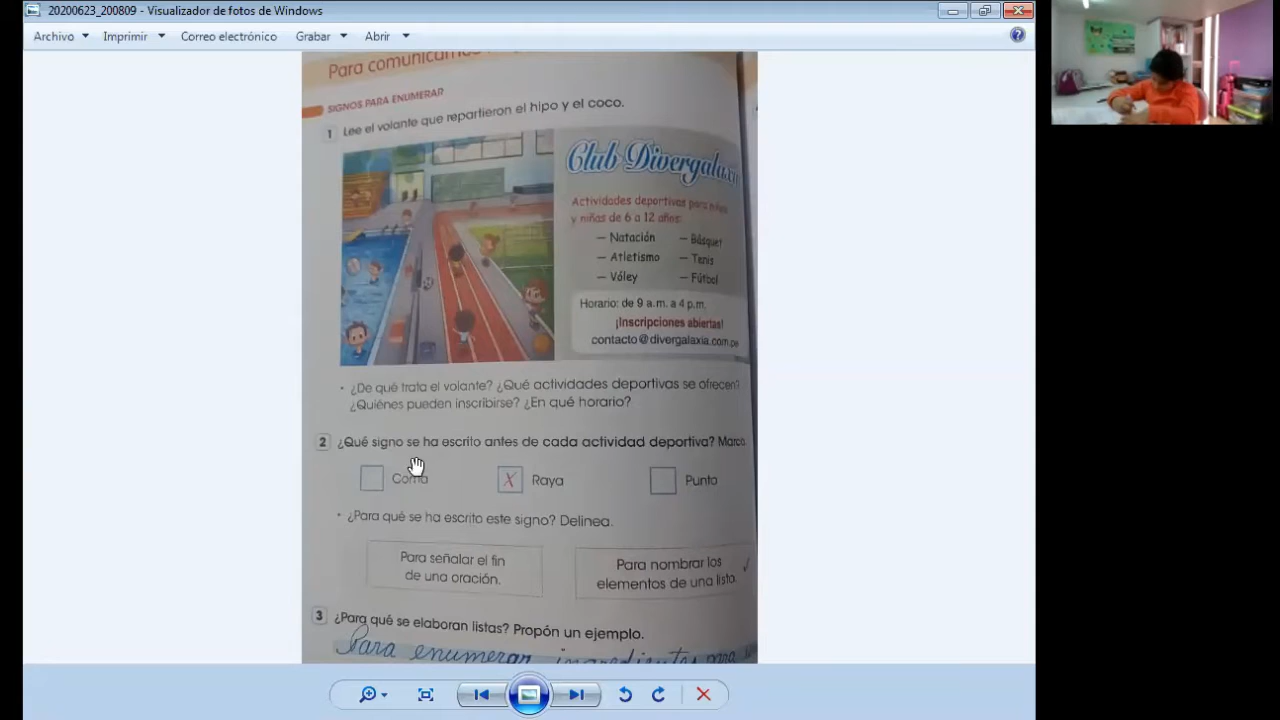 20200623_200809 - Visualizador de fotos de Windows
Archivo Imprimir Correo electrónico Grabar Abrir
Para comunicarnos
SIGNOS PARA ENUMERAR
1 Lee el volante que repartieron el hipo y el coco.
Club Divergalaxia
Actividades deportivas para niños
y niñas de 6 a 12 años:
– Natación – Básquet
– Atletismo – Tenis
– Vóley – Fútbol
Horario: de 9 a.m. a 4 p.m.
¡Inscripciones abiertas!
contacto@divergalaxia.com.pe
• ¿De qué trata el volante? ¿Qué actividades deportivas se ofrecen?
¿Quiénes pueden inscribirse? ¿En qué horario?
2 ¿Qué signo se ha escrito antes de cada actividad deportiva? Marca.
Coma X Raya Punto
• ¿Para qué se ha escrito este signo? Delinea.
Para señalar el fin
de una oración.
Para nombrar los
elementos de una lista.
3 ¿Para qué se elaboran listas? Propón un ejemplo.
Para enumerar ingredientes